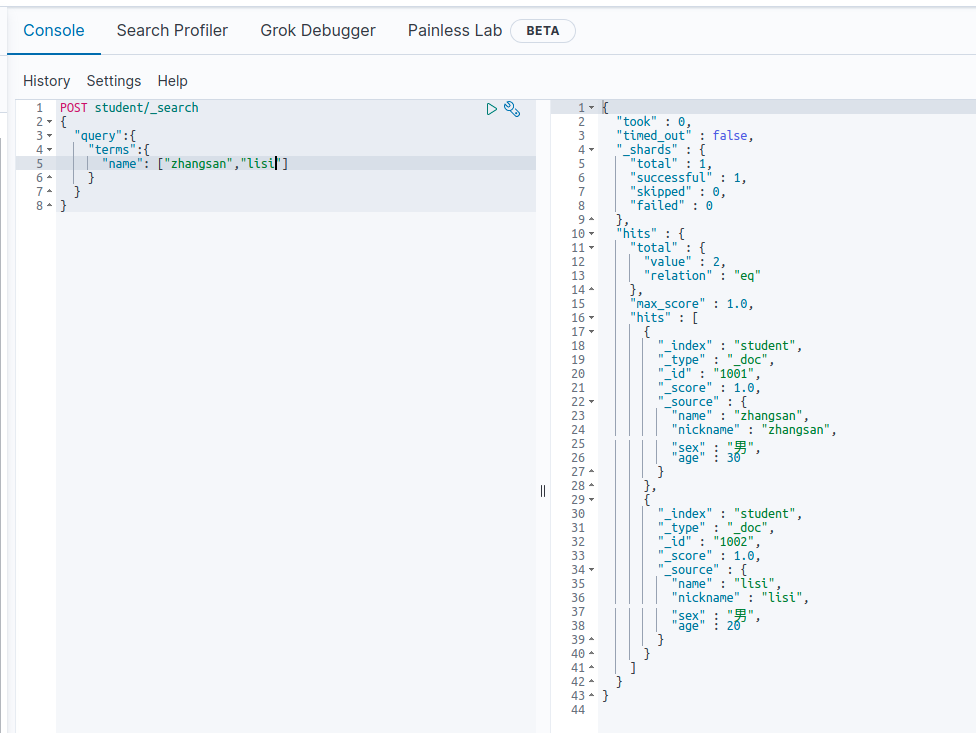 Console Search Profiler Grok Debugger Painless Lab BETA
History Settings Help
1 POST student/_search
2 {
3 "query":{
4 "terms":{
5 "name": ["zhangsan","lisi"]
6 }
7 }
8 }
1 {
2 "took" : 0,
3 "timed_out" : false,
4 "_shards" : {
5 "total" : 1,
6 "successful" : 1,
7 "skipped" : 0,
8 "failed" : 0
9 },
10 "hits" : {
11 "total" : {
12 "value" : 2,
13 "relation" : "eq"
14 },
15 "max_score" : 1.0,
16 "hits" : [
17 {
18 "_index" : "student",
19 "_type" : "_doc",
20 "_id" : "1001",
21 "_score" : 1.0,
22 "_source" : {
23 "name" : "zhangsan",
24 "nickname" : "zhangsan",
25 "sex" : "男",
26 "age" : 30
27 }
28 },
29 {
30 "_index" : "student",
31 "_type" : "_doc",
32 "_id" : "1002",
33 "_score" : 1.0,
34 "_source" : {
35 "name" : "lisi",
36 "nickname" : "lisi",
37 "sex" : "男",
38 "age" : 20
39 }
40 }
41 ]
42 }
43 }
44